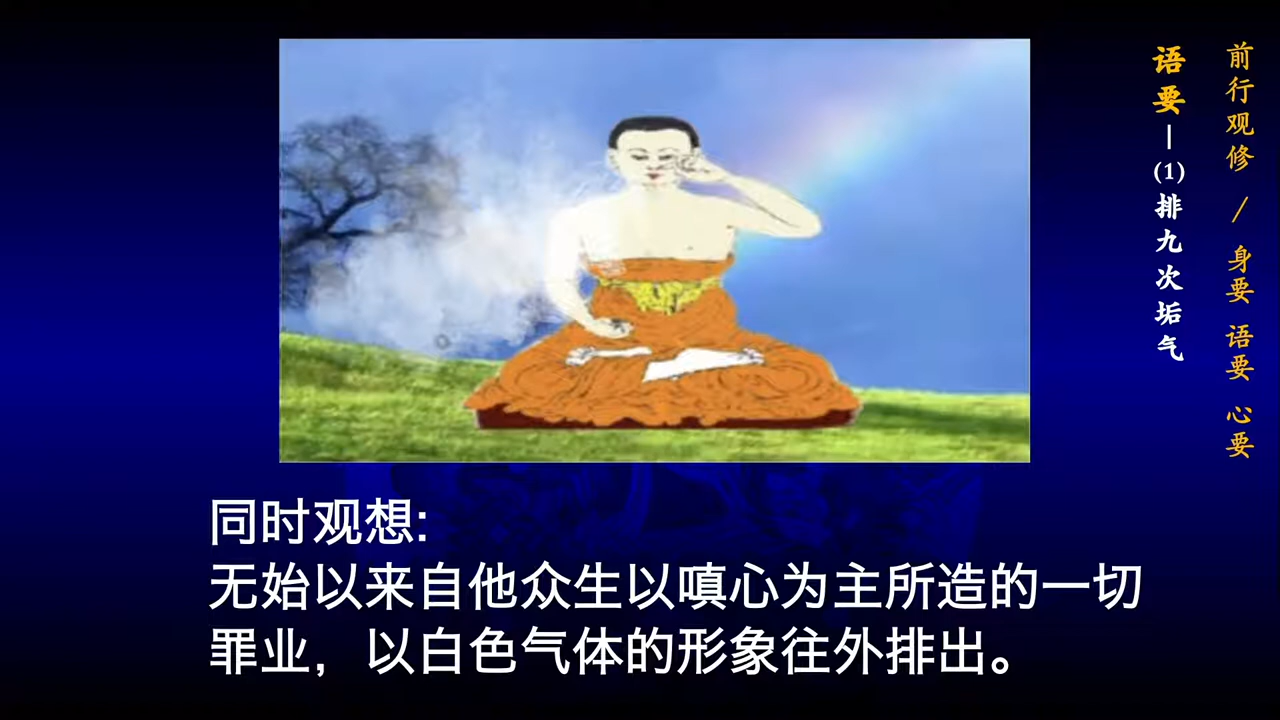 前行观修 / 身要 语要 心要
语要—(1)排九次垢气
同时观想:
无始以来自他众生以嗔心为主所造的一切
罪业，以白色气体的形象往外排出。